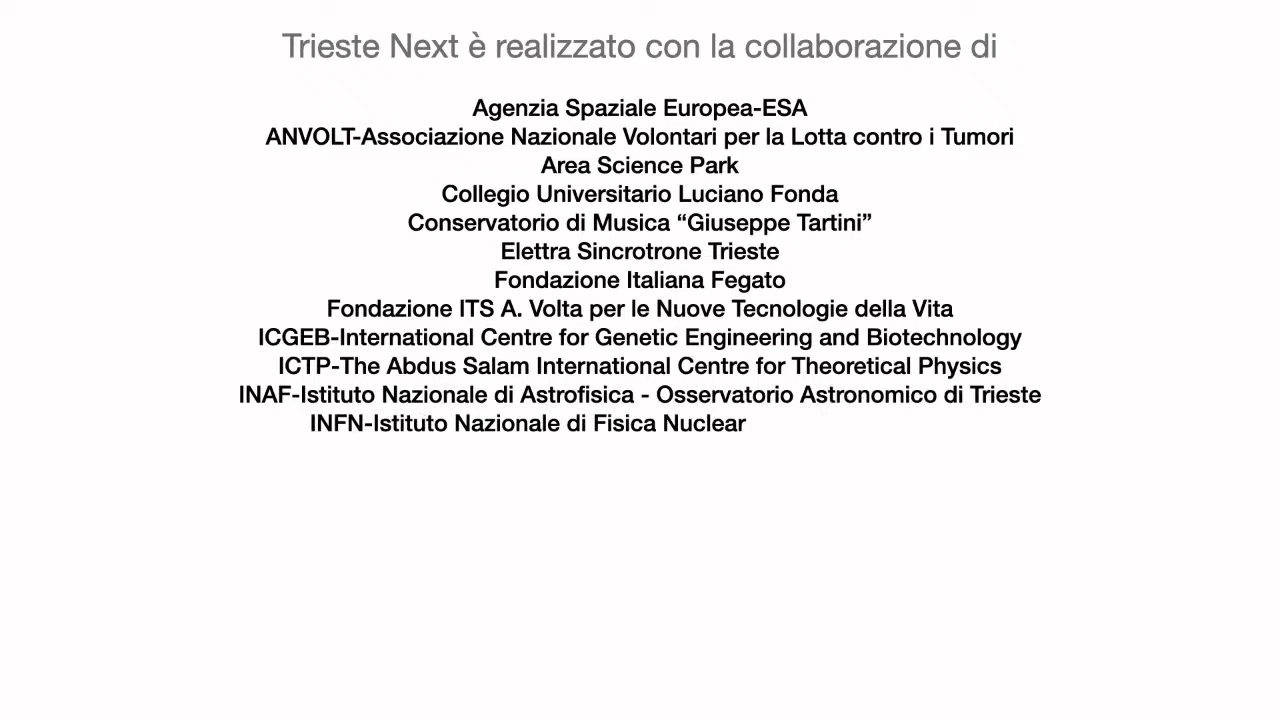 Trieste Next è realizzato con la collaborazione di
Agenzia Spaziale Europea-ESA
ANVOLT-Associazione Nazionale Volontari per la Lotta contro i Tumori
Area Science Park
Collegio Universitario Luciano Fonda
Conservatorio di Musica “Giuseppe Tartini”
Elettra Sincrotrone Trieste
Fondazione Italiana Fegato
Fondazione ITS A. Volta per le Nuove Tecnologie della Vita
ICGEB-International Centre for Genetic Engineering and Biotechnology
ICTP-The Abdus Salam International Centre for Theoretical Physics
INAF-Istituto Nazionale di Astrofisica - Osservatorio Astronomico di Trieste
INFN-Istituto Nazionale di Fisica Nuclear